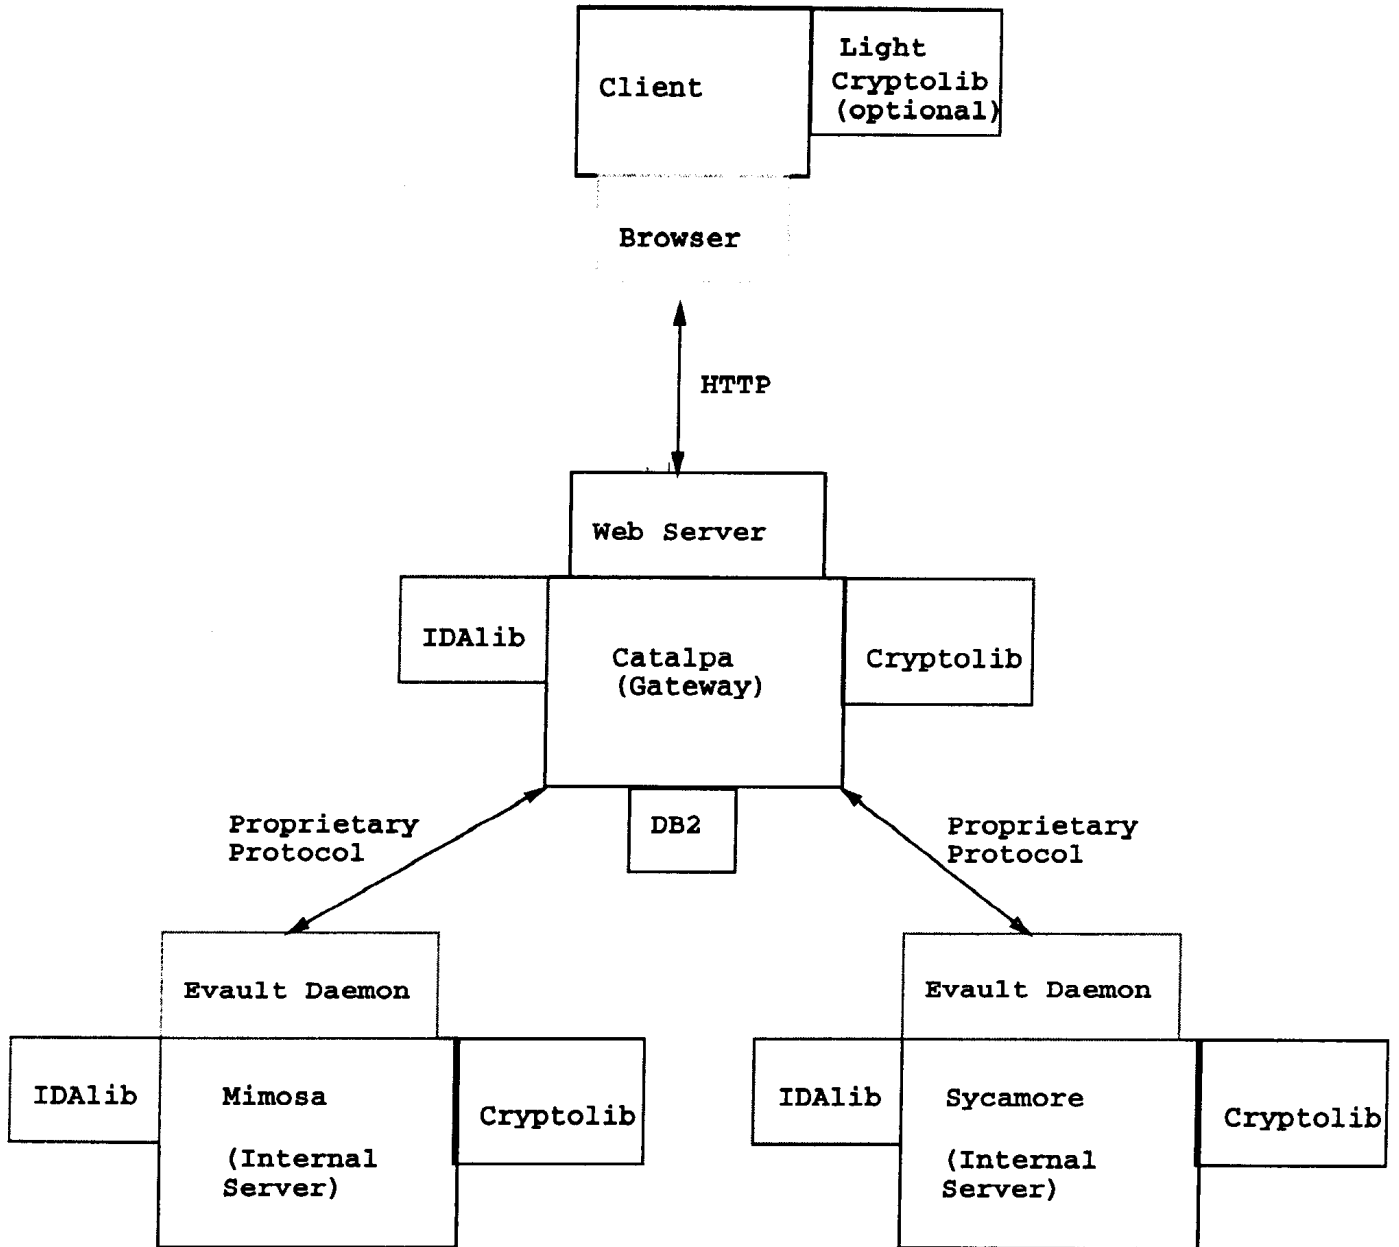 Light
Client
Cryptolib
(optional)
Browser
HTTP
Web Server
IDAlib
Catalpa
(Gateway)
Cryptolib
Proprietary
Protocol
DB2
Proprietary
Protocol
Evault Daemon
Evault Daemon
IDAlib
Mimosa
(Internal
Server)
Cryptolib
IDAlib
Sycamore
(Internal
Server)
Cryptolib